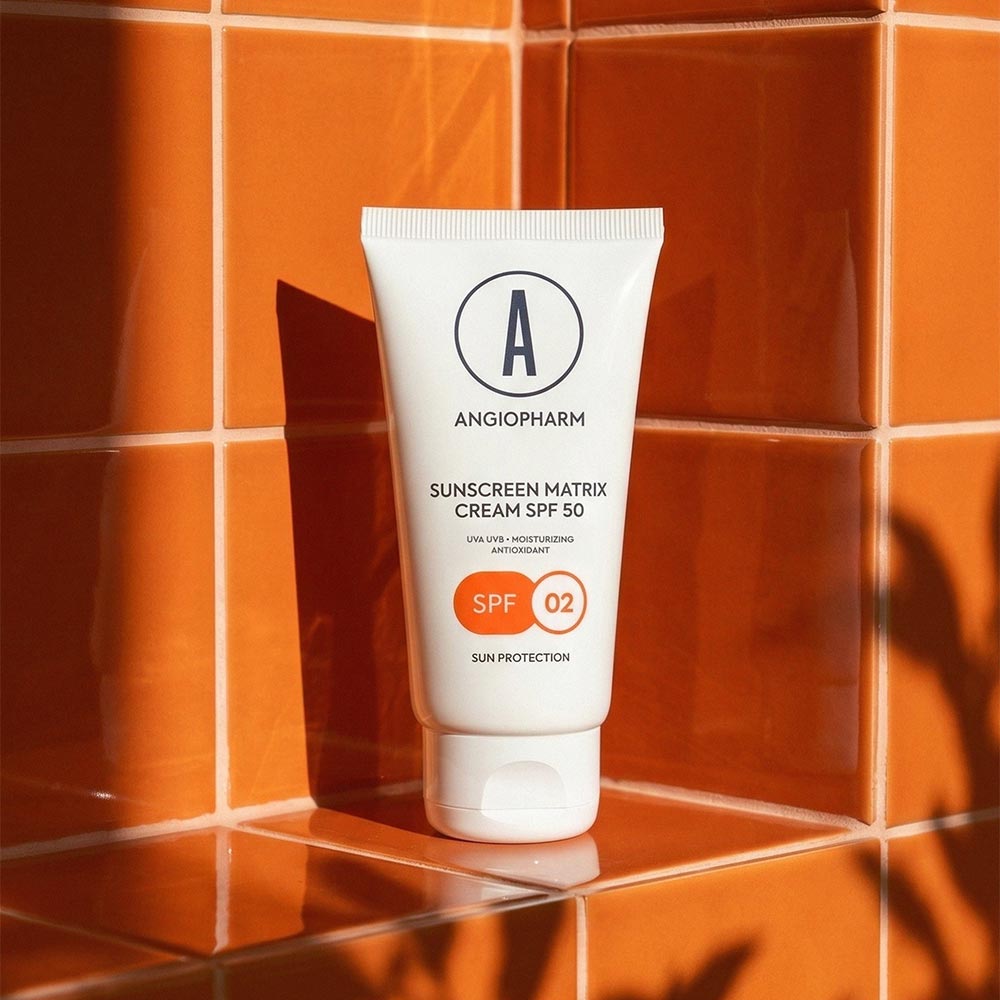 A
ANGIOPHARM
SUNSCREEN MATRIX
CREAM SPF 50
UVA UVB • MOISTURIZING
ANTIOXIDANT
SPF 02
SUN PROTECTION